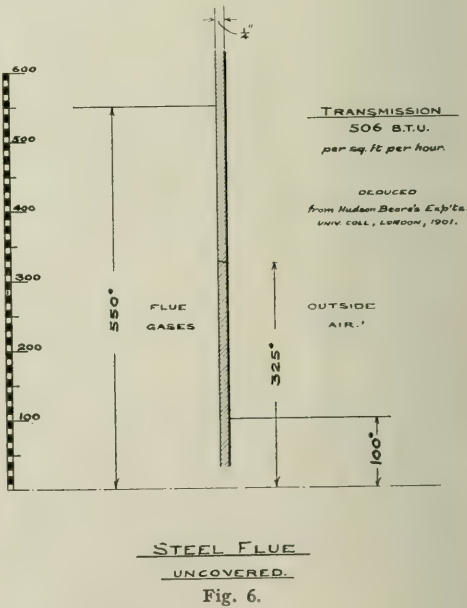 1/4"
600
500
400
300
200
100
TRANSMISSION
506 B.T.U.
per sq. ft per hour.
DEDUCED
from Hudson Beare's Exp'ts.
UNIV. COLL., LONDON, 1901.
550°
FLUE
GASES
325°
OUTSIDE
AIR.
100°
STEEL FLUE
UNCOVERED.
Fig. 6.